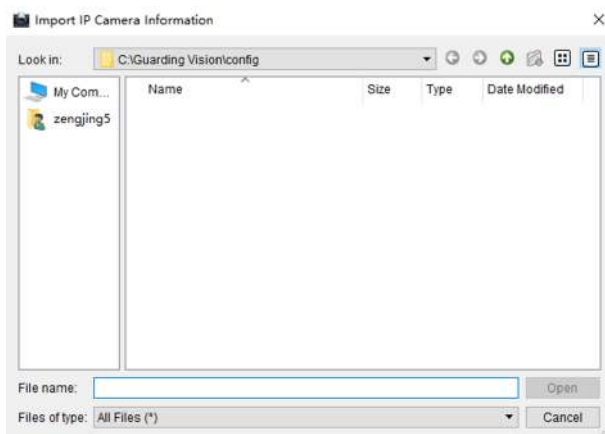 Import IP Camera Information
Look in: C:\Guarding Vision\config
My Com... Name Size Type Date Modified
zengjing5
File name: Open
Files of type: All Files (*) Cancel